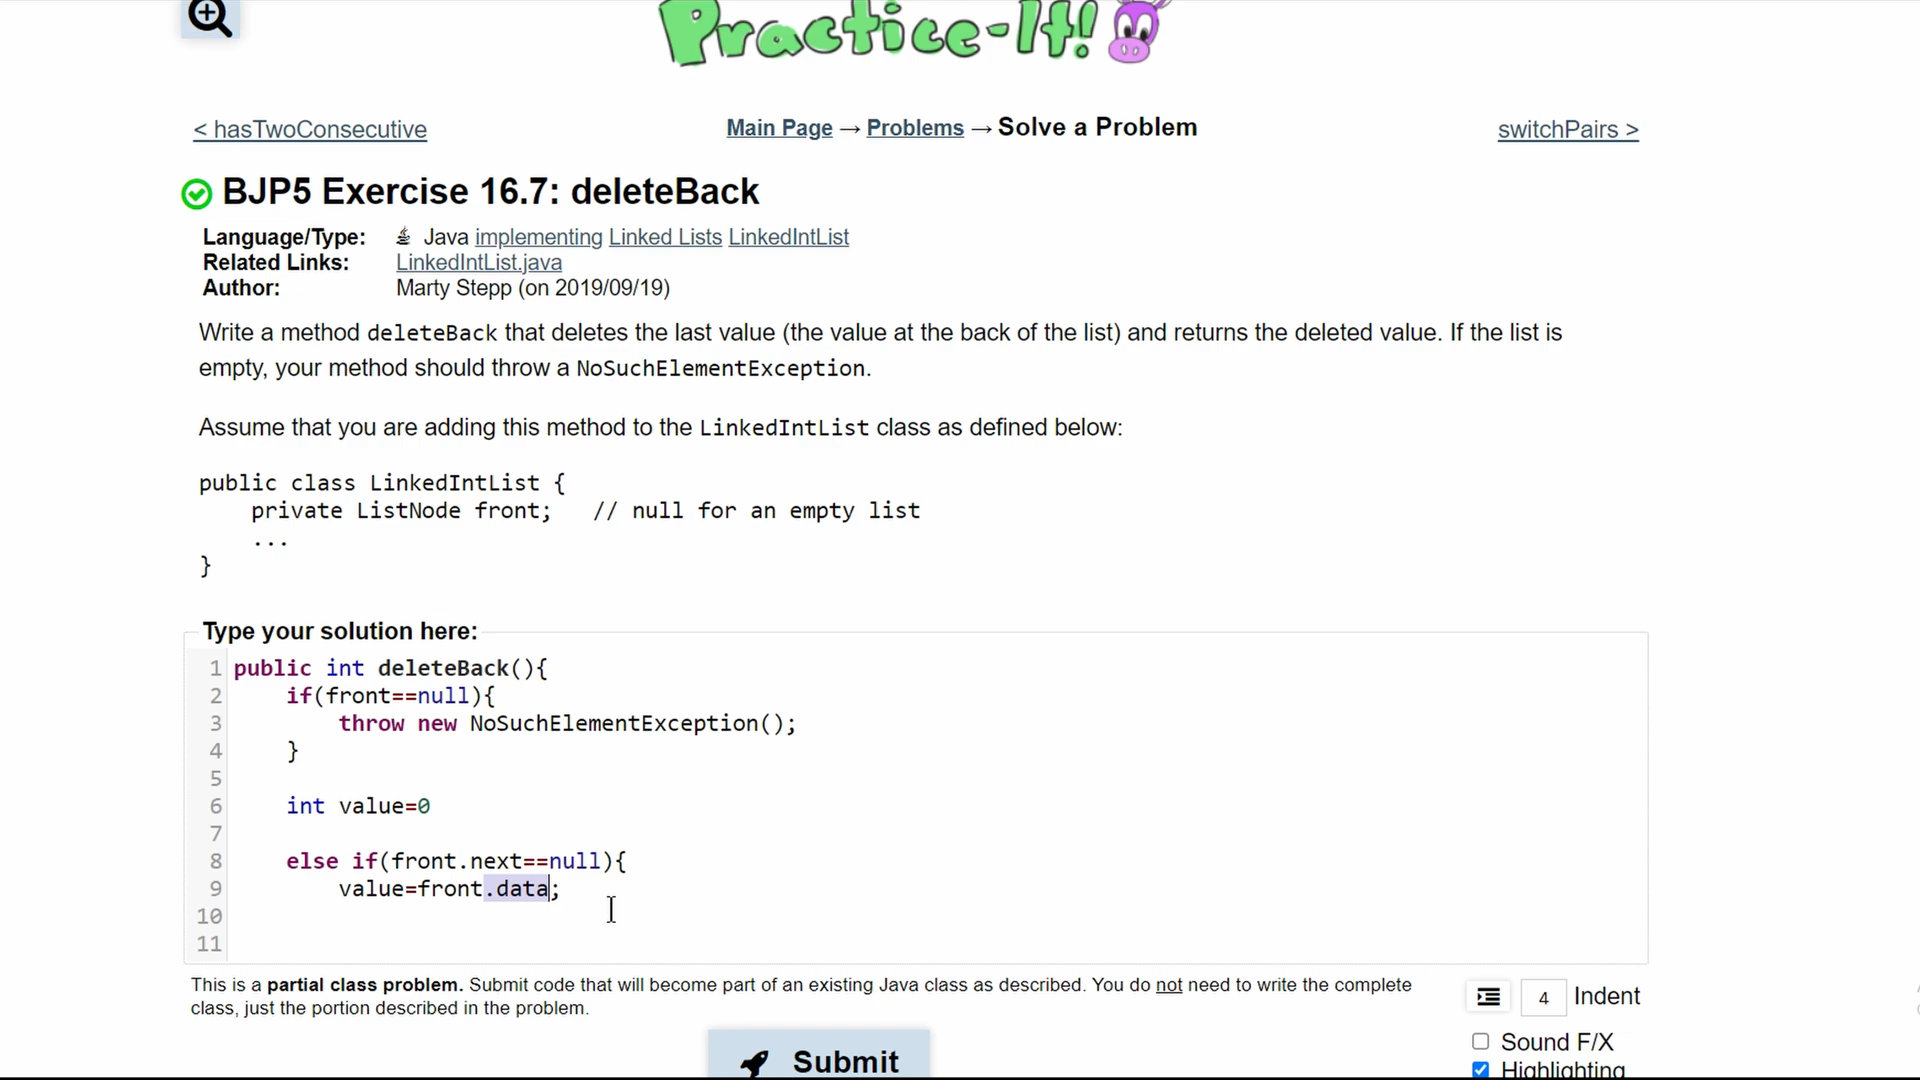 Practice-It!
< hasTwoConsecutive
Main Page → Problems → Solve a Problem
switchPairs >
BJP5 Exercise 16.7: deleteBack
Language/Type: Java implementing Linked Lists LinkedIntList
Related Links: LinkedIntList.java
Author: Marty Stepp (on 2019/09/19)
Write a method deleteBack that deletes the last value (the value at the back of the list) and returns the deleted value. If the list is
empty, your method should throw a NoSuchElementException.
Assume that you are adding this method to the LinkedIntList class as defined below:
public class LinkedIntList {
    private ListNode front;   // null for an empty list
    ...
}
Type your solution here:
1 public int deleteBack(){
2     if(front==null){
3         throw new NoSuchElementException();
4     }
5
6     int value=0
7
8     else if(front.next==null){
9         value=front.data;
10
11
This is a partial class problem. Submit code that will become part of an existing Java class as described. You do not need to write the complete
class, just the portion described in the problem.
4 Indent
Sound F/X
Highlighting
Submit